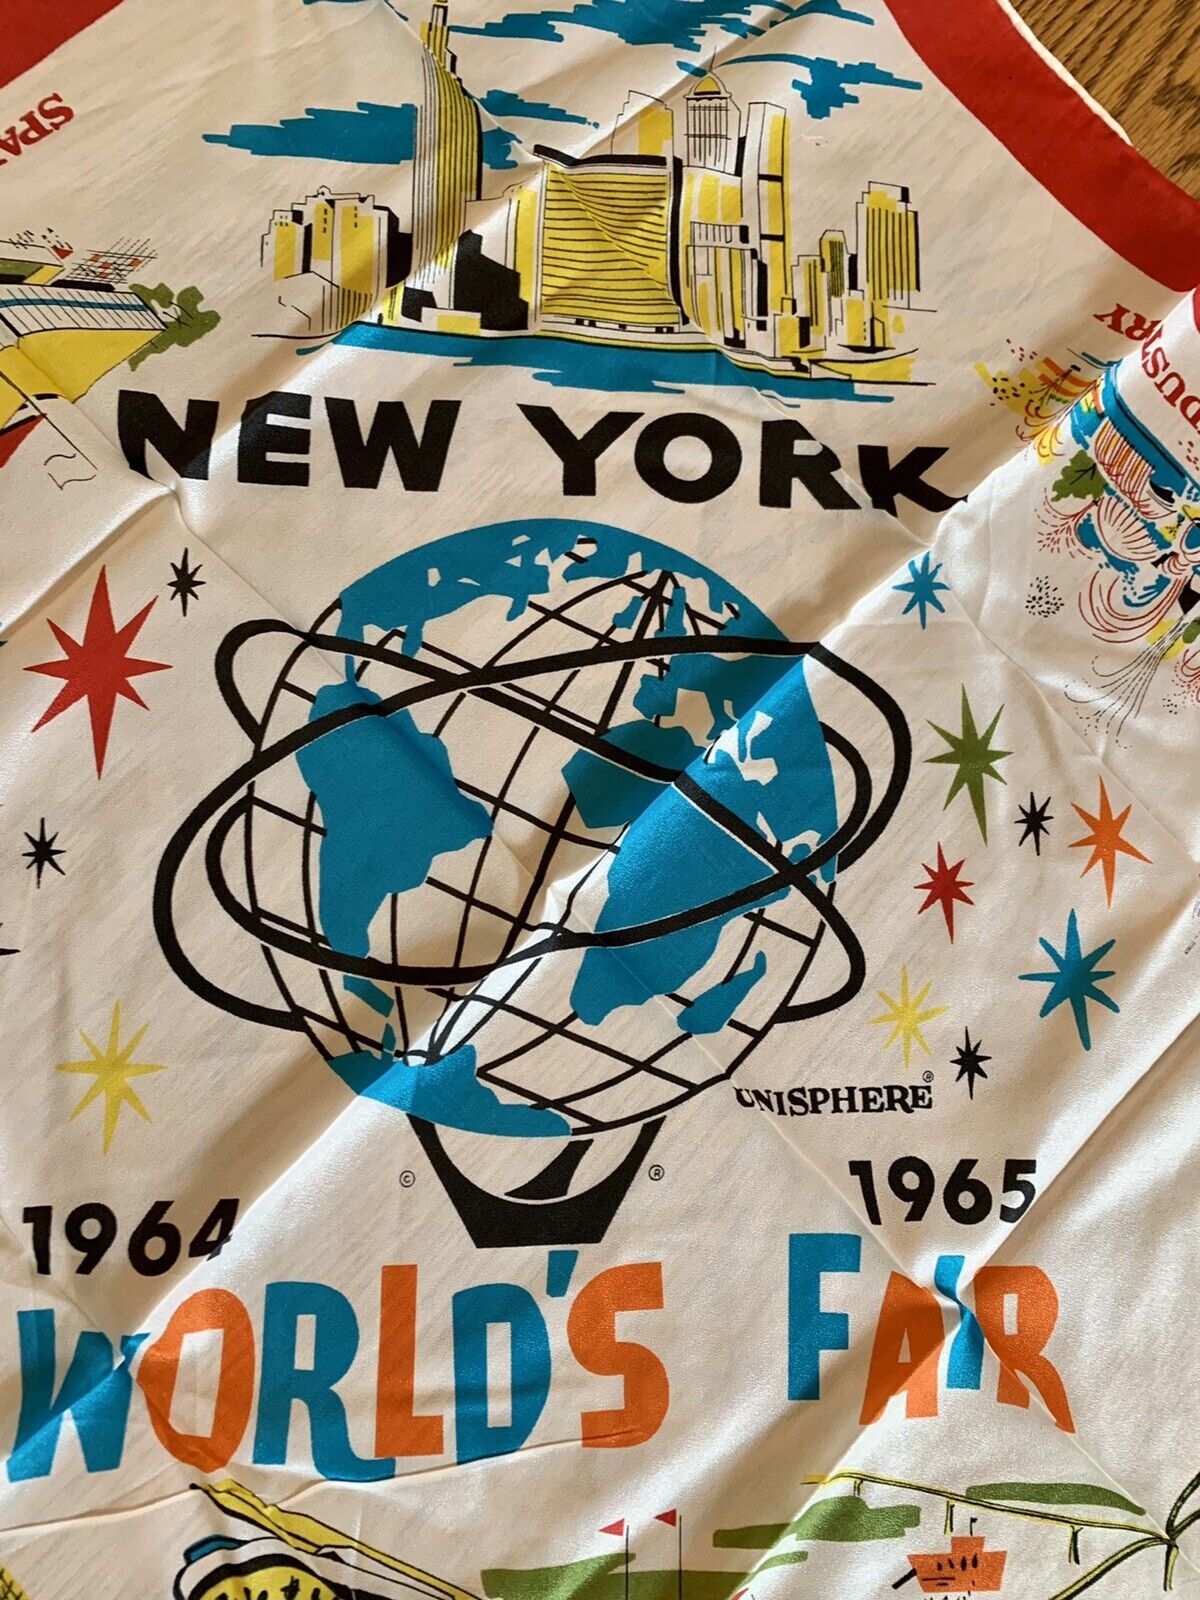 NEW YORK
UNISPHERE®
© ®
1964 1965
WORLD'S FAIR